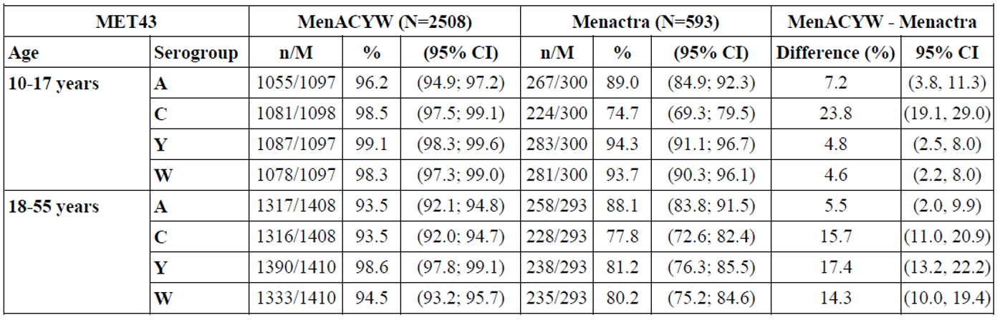 MET43 MenACYW (N=2508) Menactra (N=593) MenACYW - Menactra
Age Serogroup n/M % (95% CI) n/M % (95% CI) Difference (%) 95% CI
10-17 years A 1055/1097 96.2 (94.9; 97.2) 267/300 89.0 (84.9; 92.3) 7.2 (3.8, 11.3)
C 1081/1098 98.5 (97.5; 99.1) 224/300 74.7 (69.3; 79.5) 23.8 (19.1, 29.0)
Y 1087/1097 99.1 (98.3; 99.6) 283/300 94.3 (91.1; 96.7) 4.8 (2.5, 8.0)
W 1078/1097 98.3 (97.3; 99.0) 281/300 93.7 (90.3; 96.1) 4.6 (2.2, 8.0)
18-55 years A 1317/1408 93.5 (92.1; 94.8) 258/293 88.1 (83.8; 91.5) 5.5 (2.0, 9.9)
C 1316/1408 93.5 (92.0; 94.7) 228/293 77.8 (72.6; 82.4) 15.7 (11.0, 20.9)
Y 1390/1410 98.6 (97.8; 99.1) 238/293 81.2 (76.3; 85.5) 17.4 (13.2, 22.2)
W 1333/1410 94.5 (93.2; 95.7) 235/293 80.2 (75.2; 84.6) 14.3 (10.0, 19.4)